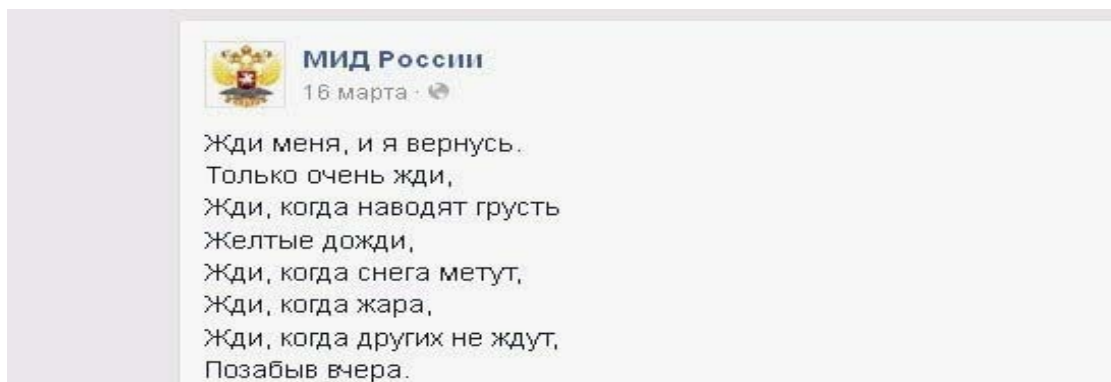 МИД России
16 марта ·
Жди меня, и я вернусь.
Только очень жди,
Жди, когда наводят грусть
Желтые дожди,
Жди, когда снега метут,
Жди, когда жара,
Жди, когда других не ждут,
Позабыв вчера.